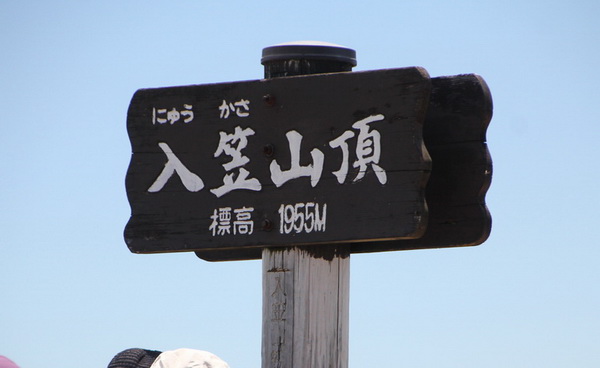 にゅう かさ
入笠山頂
標高 1955M